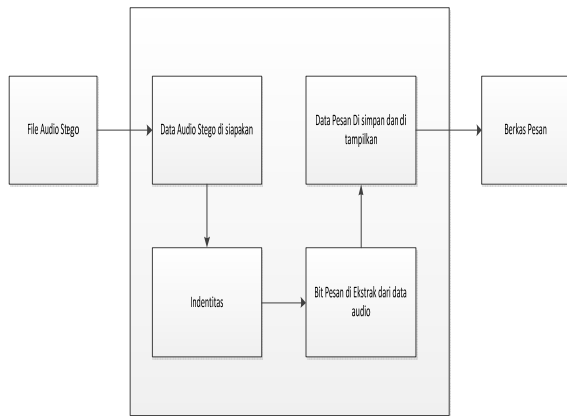 File Audio Stego
Data Audio Stego di siapakan
Indentitas
Bit Pesan di Ekstrak dari data
audio
Data Pesan Di simpan dan di
tampilkan
Berkas Pesan